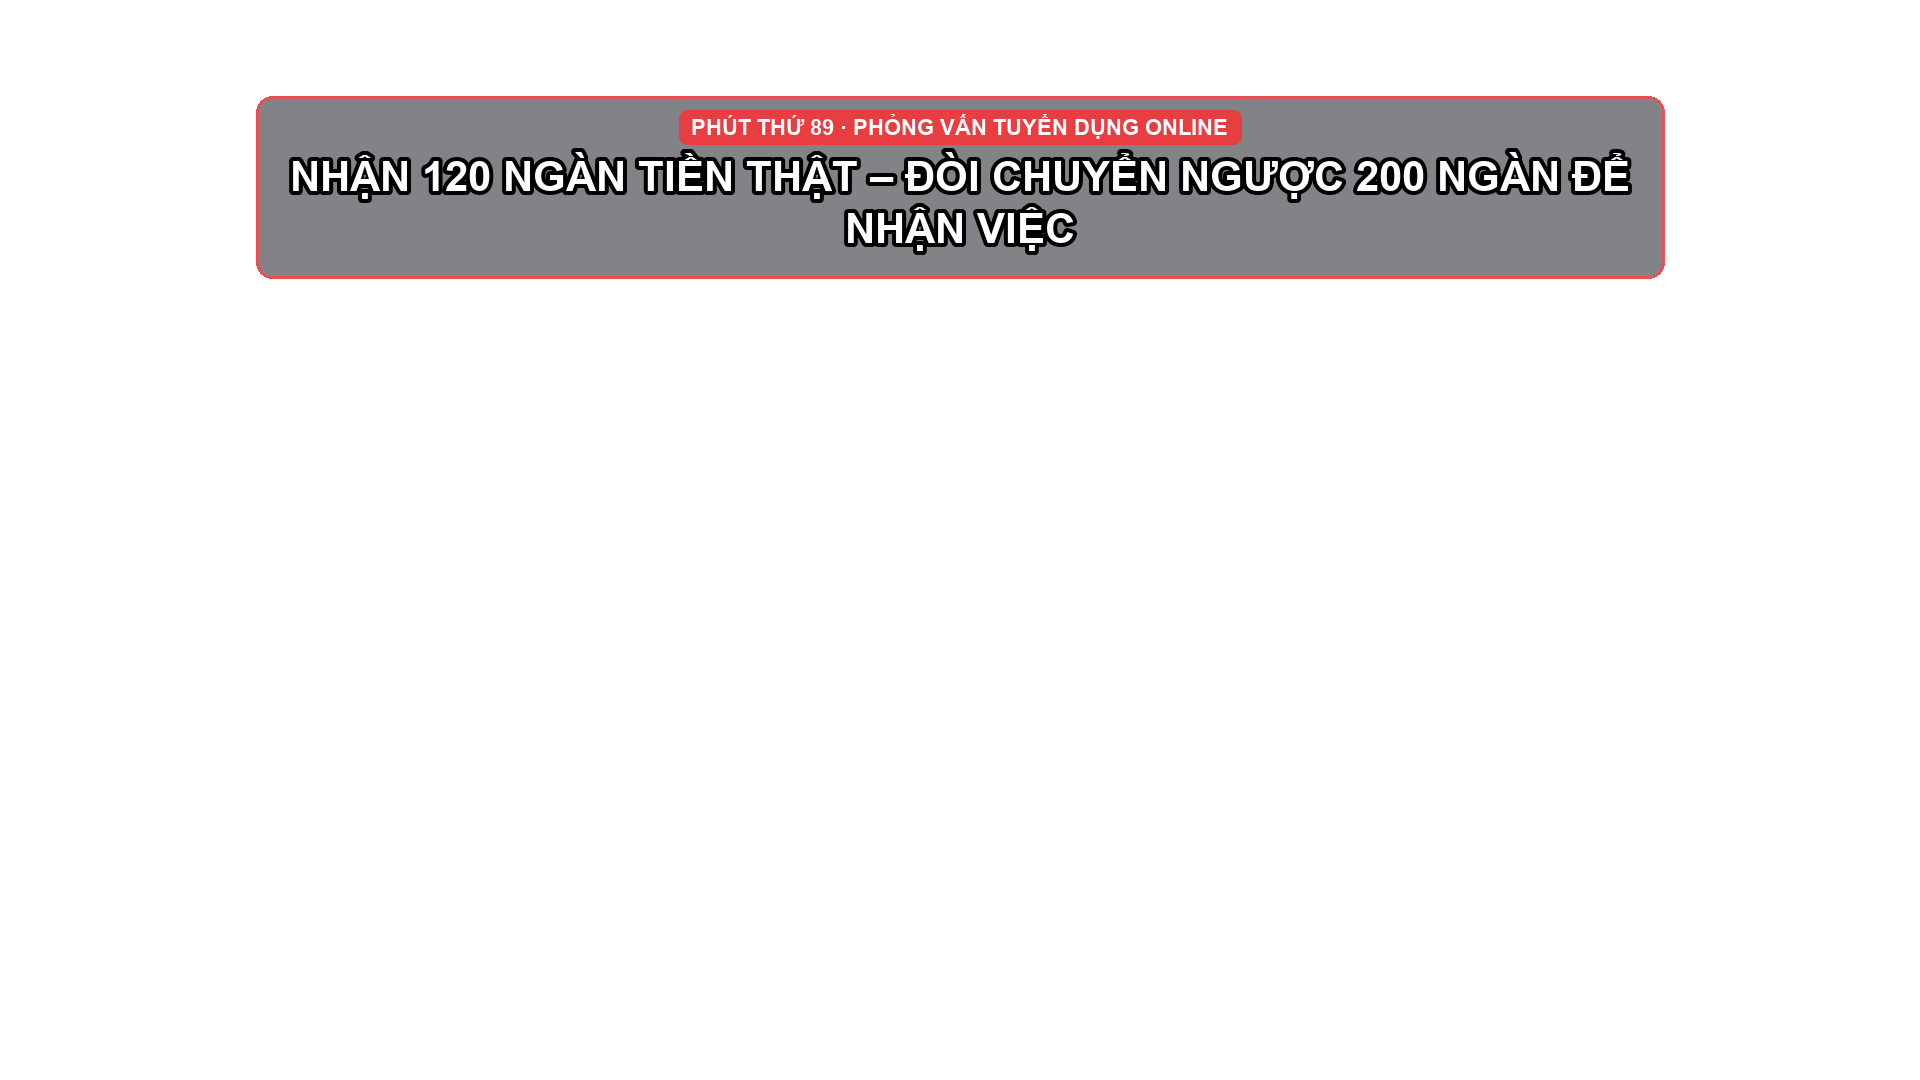 PHÚT THỨ 89 · PHỎNG VẤN TUYỂN DỤNG ONLINE
NHẬN 120 NGÀN TIỀN THẬT – ĐÒI CHUYỂN NGƯỢC 200 NGÀN ĐỂ
NHẬN VIỆC